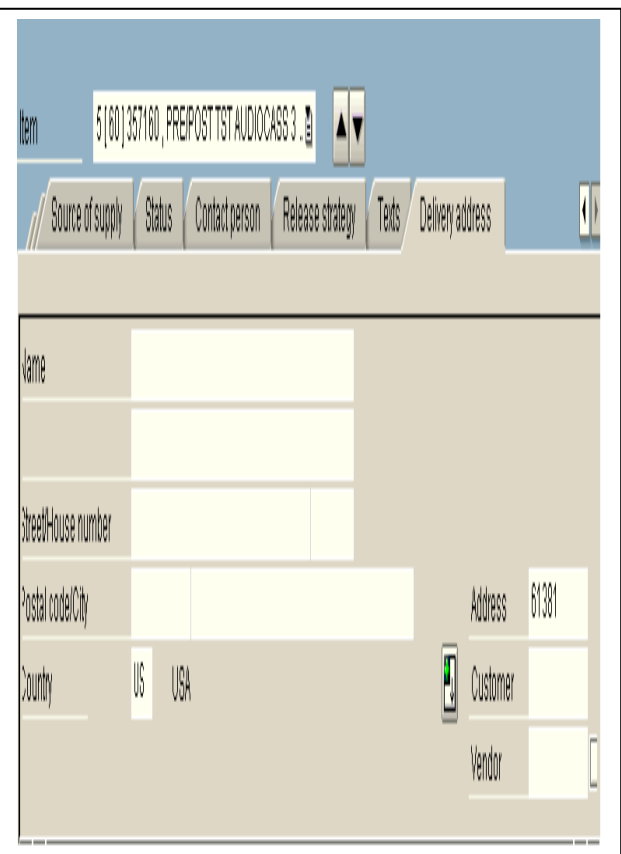 Item 5 [ 60 ] 357160 , PRE/POST TST AUDIOCASS 3 ..
Source of supply Status Contact person Release strategy Texts Delivery address
Name
Street/House number
Postal code/City Address 61381
Country US USA Customer
Vendor